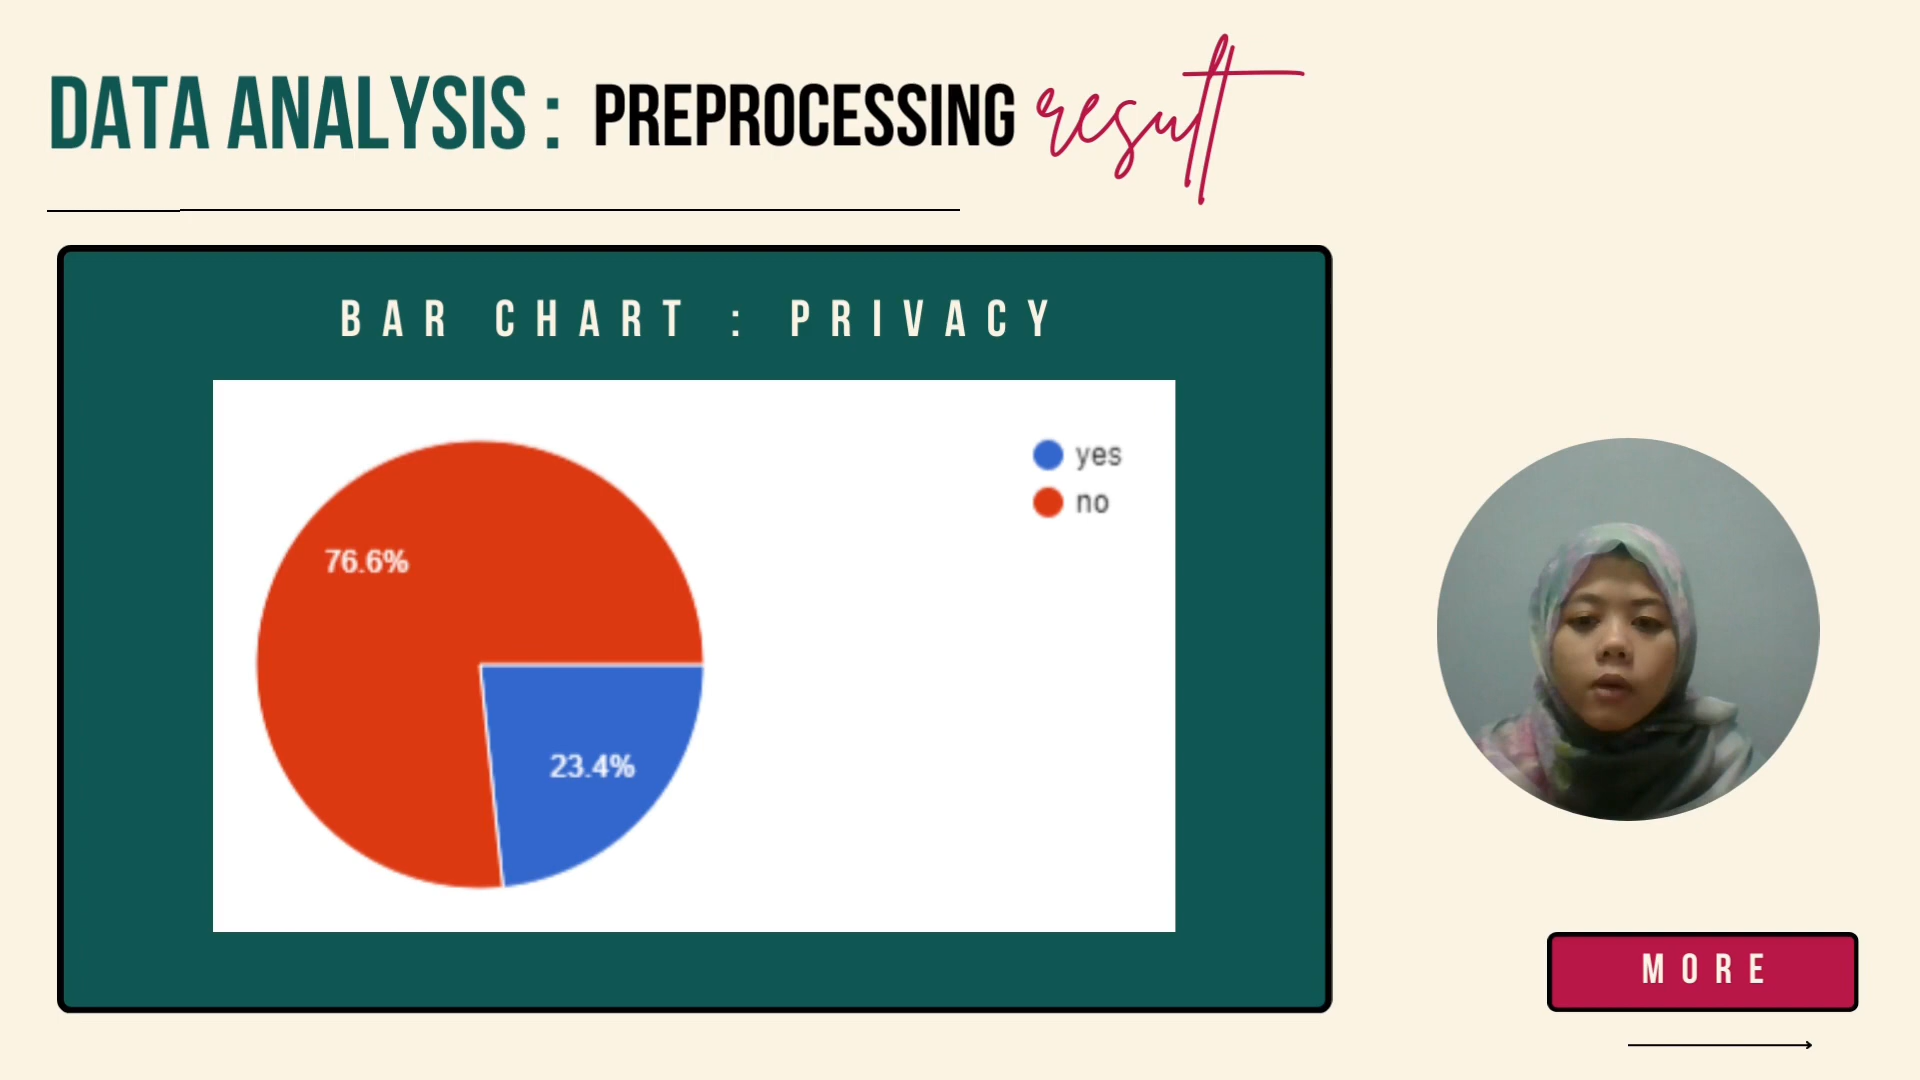 DATA ANALYSIS : PREPROCESSING result
BAR CHART : PRIVACY
yes
no
76.6%
23.4%
MORE